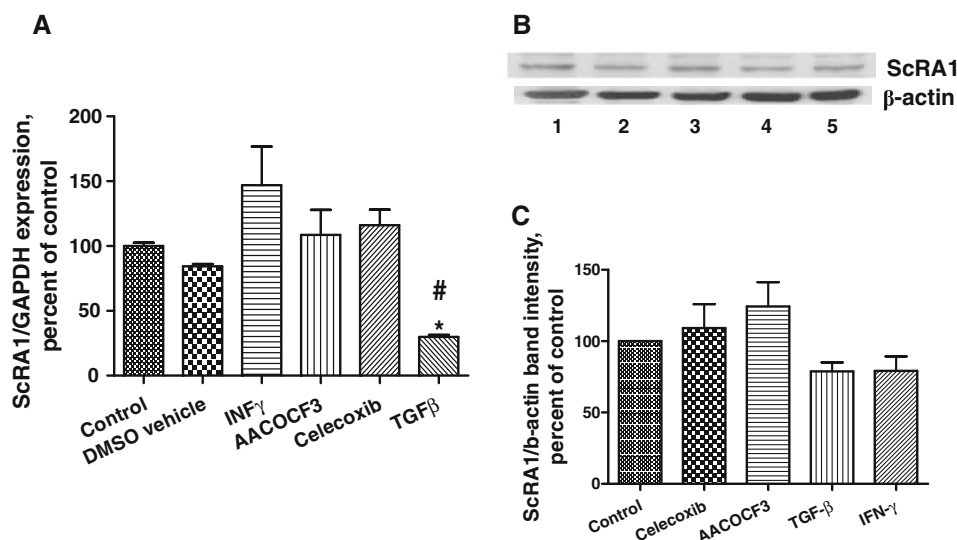 A
ScRA1/GAPDH expression,
percent of control
200
150
100
50
0
#
*
Control
DMSO vehicle
INFγ
AACOCF3
Celecoxib
TGFβ
B
ScRA1
β-actin
1 2 3 4 5
C
ScRA1/b-actin band intensity,
percent of control
150
100
50
0
Control
Celecoxib
AACOCF3
TGF-β
IFN-γ